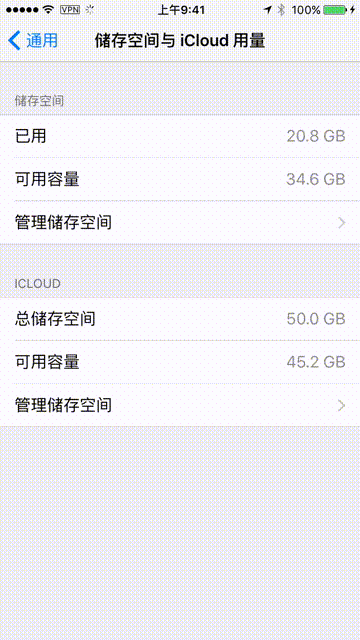 VPN 上午9:41 100%
通用 储存空间与 iCloud 用量
储存空间
已用 20.8 GB
可用容量 34.6 GB
管理储存空间
ICLOUD
总储存空间 50.0 GB
可用容量 45.2 GB
管理储存空间